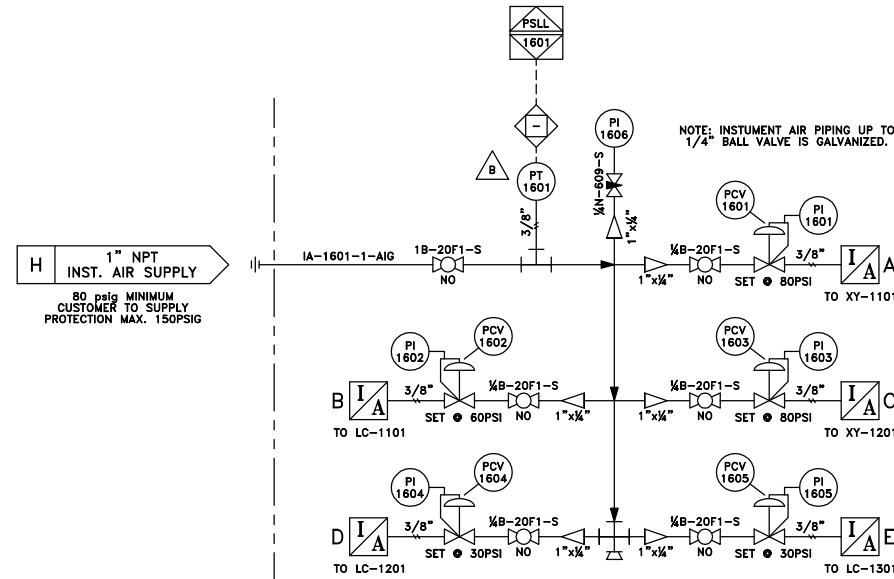 PSLL
1601
PI
1606
NOTE: INSTUMENT AIR PIPING UP TO
1/4" BALL VALVE IS GALVANIZED.
B
PT
1601
¼N-609-S
3/8"
1"x¼"
PCV
1601
PI
1601
H
1" NPT
INST. AIR SUPPLY
IA-1601-1-AIG
1B-20F1-S
NO
¼B-20F1-S
1"x¼"
NO
SET @ 80PSI
3/8"
I
A
A
TO XY-1101
80 psig MINIMUM
CUSTOMER TO SUPPLY
PROTECTION MAX. 150PSIG
PI
1602
PCV
1602
PCV
1603
PI
1603
B
I
A
3/8"
SET @ 60PSI
¼B-20F1-S
NO
1"x¼"
1"x¼"
¼B-20F1-S
NO
SET @ 80PSI
3/8"
I
A
C
TO LC-1101
TO XY-1201
PI
1604
PCV
1604
PCV
1605
PI
1605
D
I
A
3/8"
SET @ 30PSI
¼B-20F1-S
NO
1"x¼"
1"x¼"
¼B-20F1-S
NO
SET @ 30PSI
3/8"
I
A
E
TO LC-1201
TO LC-1301